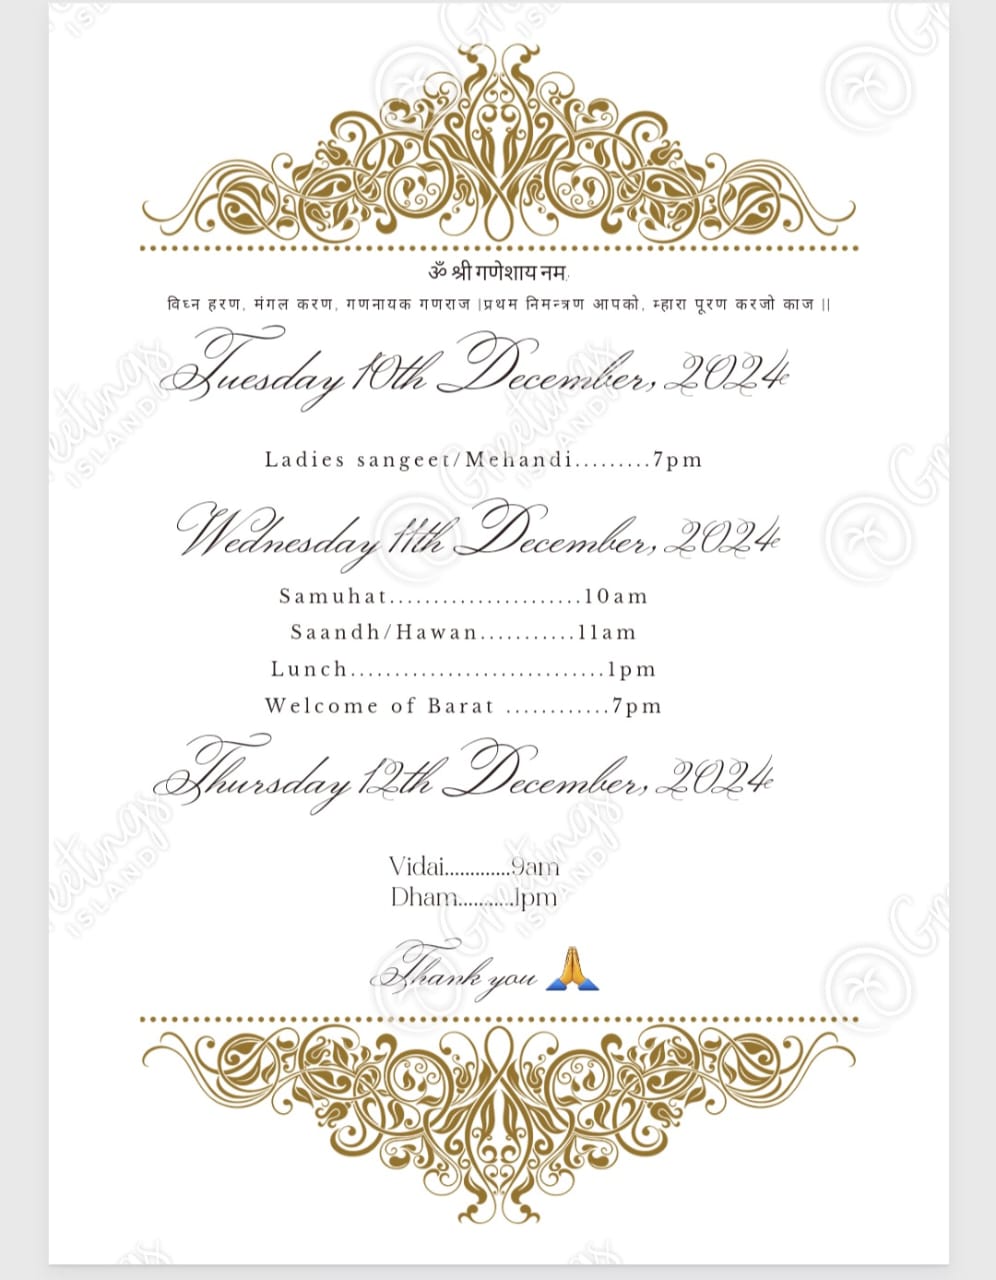 ॐ श्री गणेशाय नम:
विघ्न हरण, मंगल करण, गणनायक गणराज |प्रथम निमन्त्रण आपको, म्हारा पूरण करजो काज ||
Tuesday 10th December, 2024
Ladies sangeet/Mehandi.........7pm
Wednesday 11th December, 2024
Samuhat......................10am
Saandh/Hawan...........11am
Lunch.............................1pm
Welcome of Barat ............7pm
Thursday 12th December, 2024
Vidai.............9am
Dham...........1pm
Thank you 🙏
Greetings
ISLAND